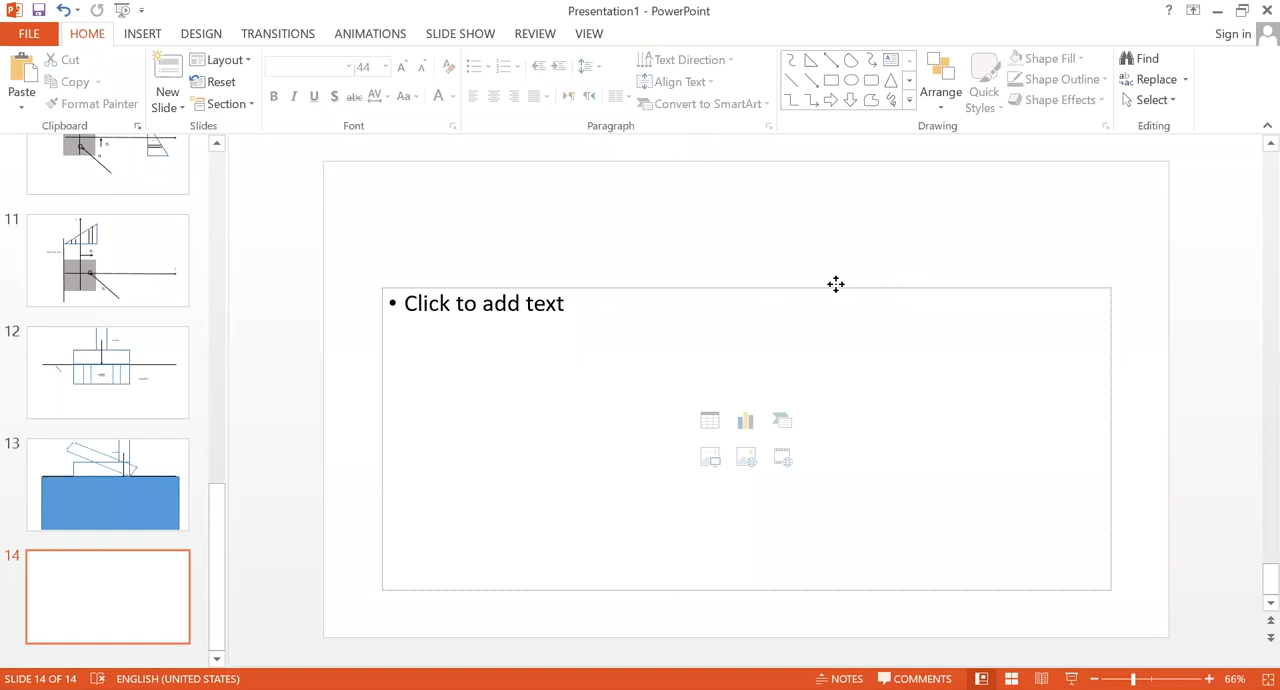 Presentation1 - PowerPoint
Sign in
FILE HOME INSERT DESIGN TRANSITIONS ANIMATIONS SLIDE SHOW REVIEW VIEW
Paste
Cut
Copy
Format Painter
Clipboard
New Slide
Layout
Reset
Section
Slides
44
B I U S abc AV Aa A
Font
Text Direction
Align Text
Convert to SmartArt
Paragraph
Arrange
Quick Styles
Shape Fill
Shape Outline
Shape Effects
Drawing
Find
Replace
Select
Editing
11
12
13
14
• Click to add text
SLIDE 14 OF 14 ENGLISH (UNITED STATES) NOTES COMMENTS 66%